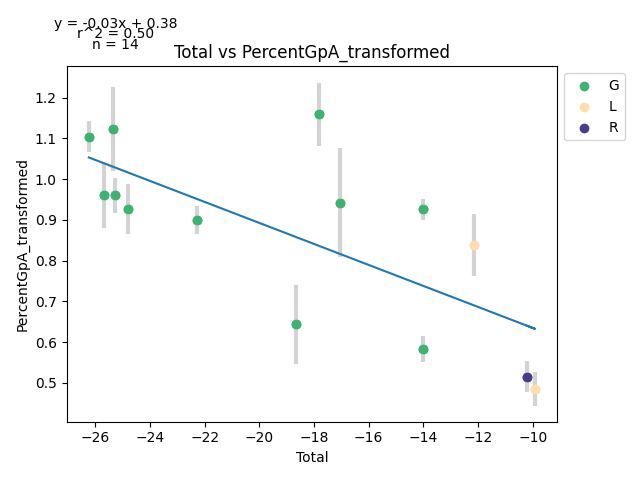 y = -0.03x + 0.38
r^2 = 0.50
n = 14
Total vs PercentGpA_transformed
G
L
R
PercentGpA_transformed
1.2
1.1
1.0
0.9
0.8
0.7
0.6
0.5
−26 −24 −22 −20 −18 −16 −14 −12 −10
Total